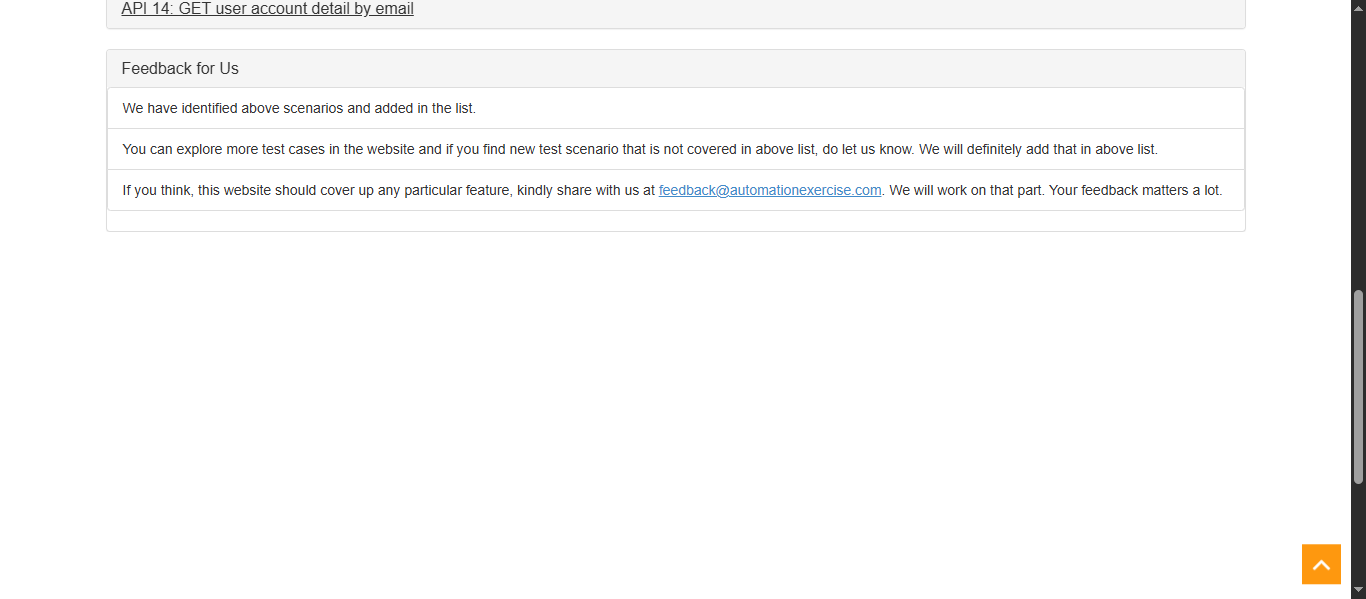 API 14: GET user account detail by email
Feedback for Us
We have identified above scenarios and added in the list.
You can explore more test cases in the website and if you find new test scenario that is not covered in above list, do let us know. We will definitely add that in above list.
If you think, this website should cover up any particular feature, kindly share with us at feedback@automationexercise.com. We will work on that part. Your feedback matters a lot.